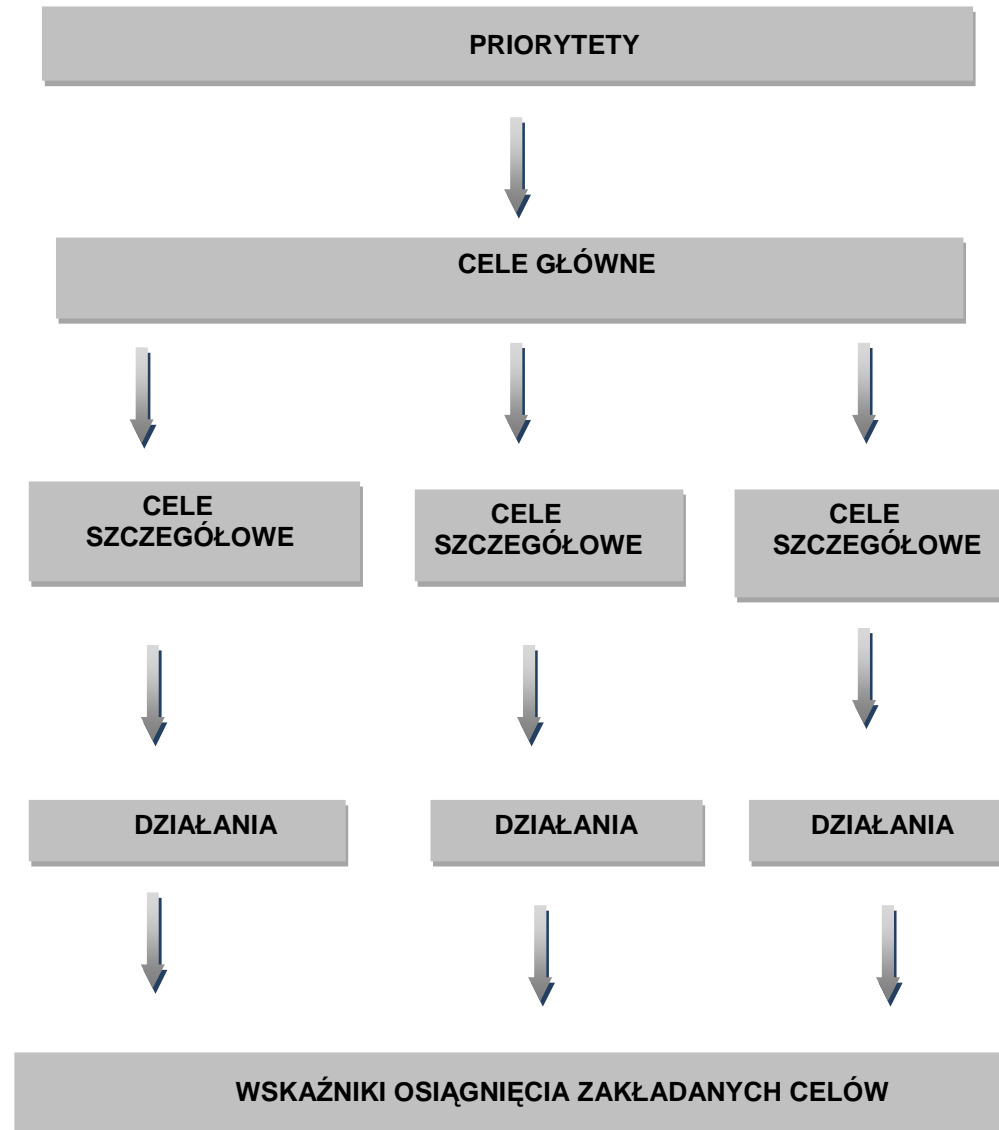 PRIORYTETY
CELE GŁÓWNE
CELE
SZCZEGÓŁOWE
CELE
SZCZEGÓŁOWE
CELE
SZCZEGÓŁOWE
DZIAŁANIA
DZIAŁANIA
DZIAŁANIA
WSKAŹNIKI OSIĄGNIĘCIA ZAKŁADANYCH CELÓW